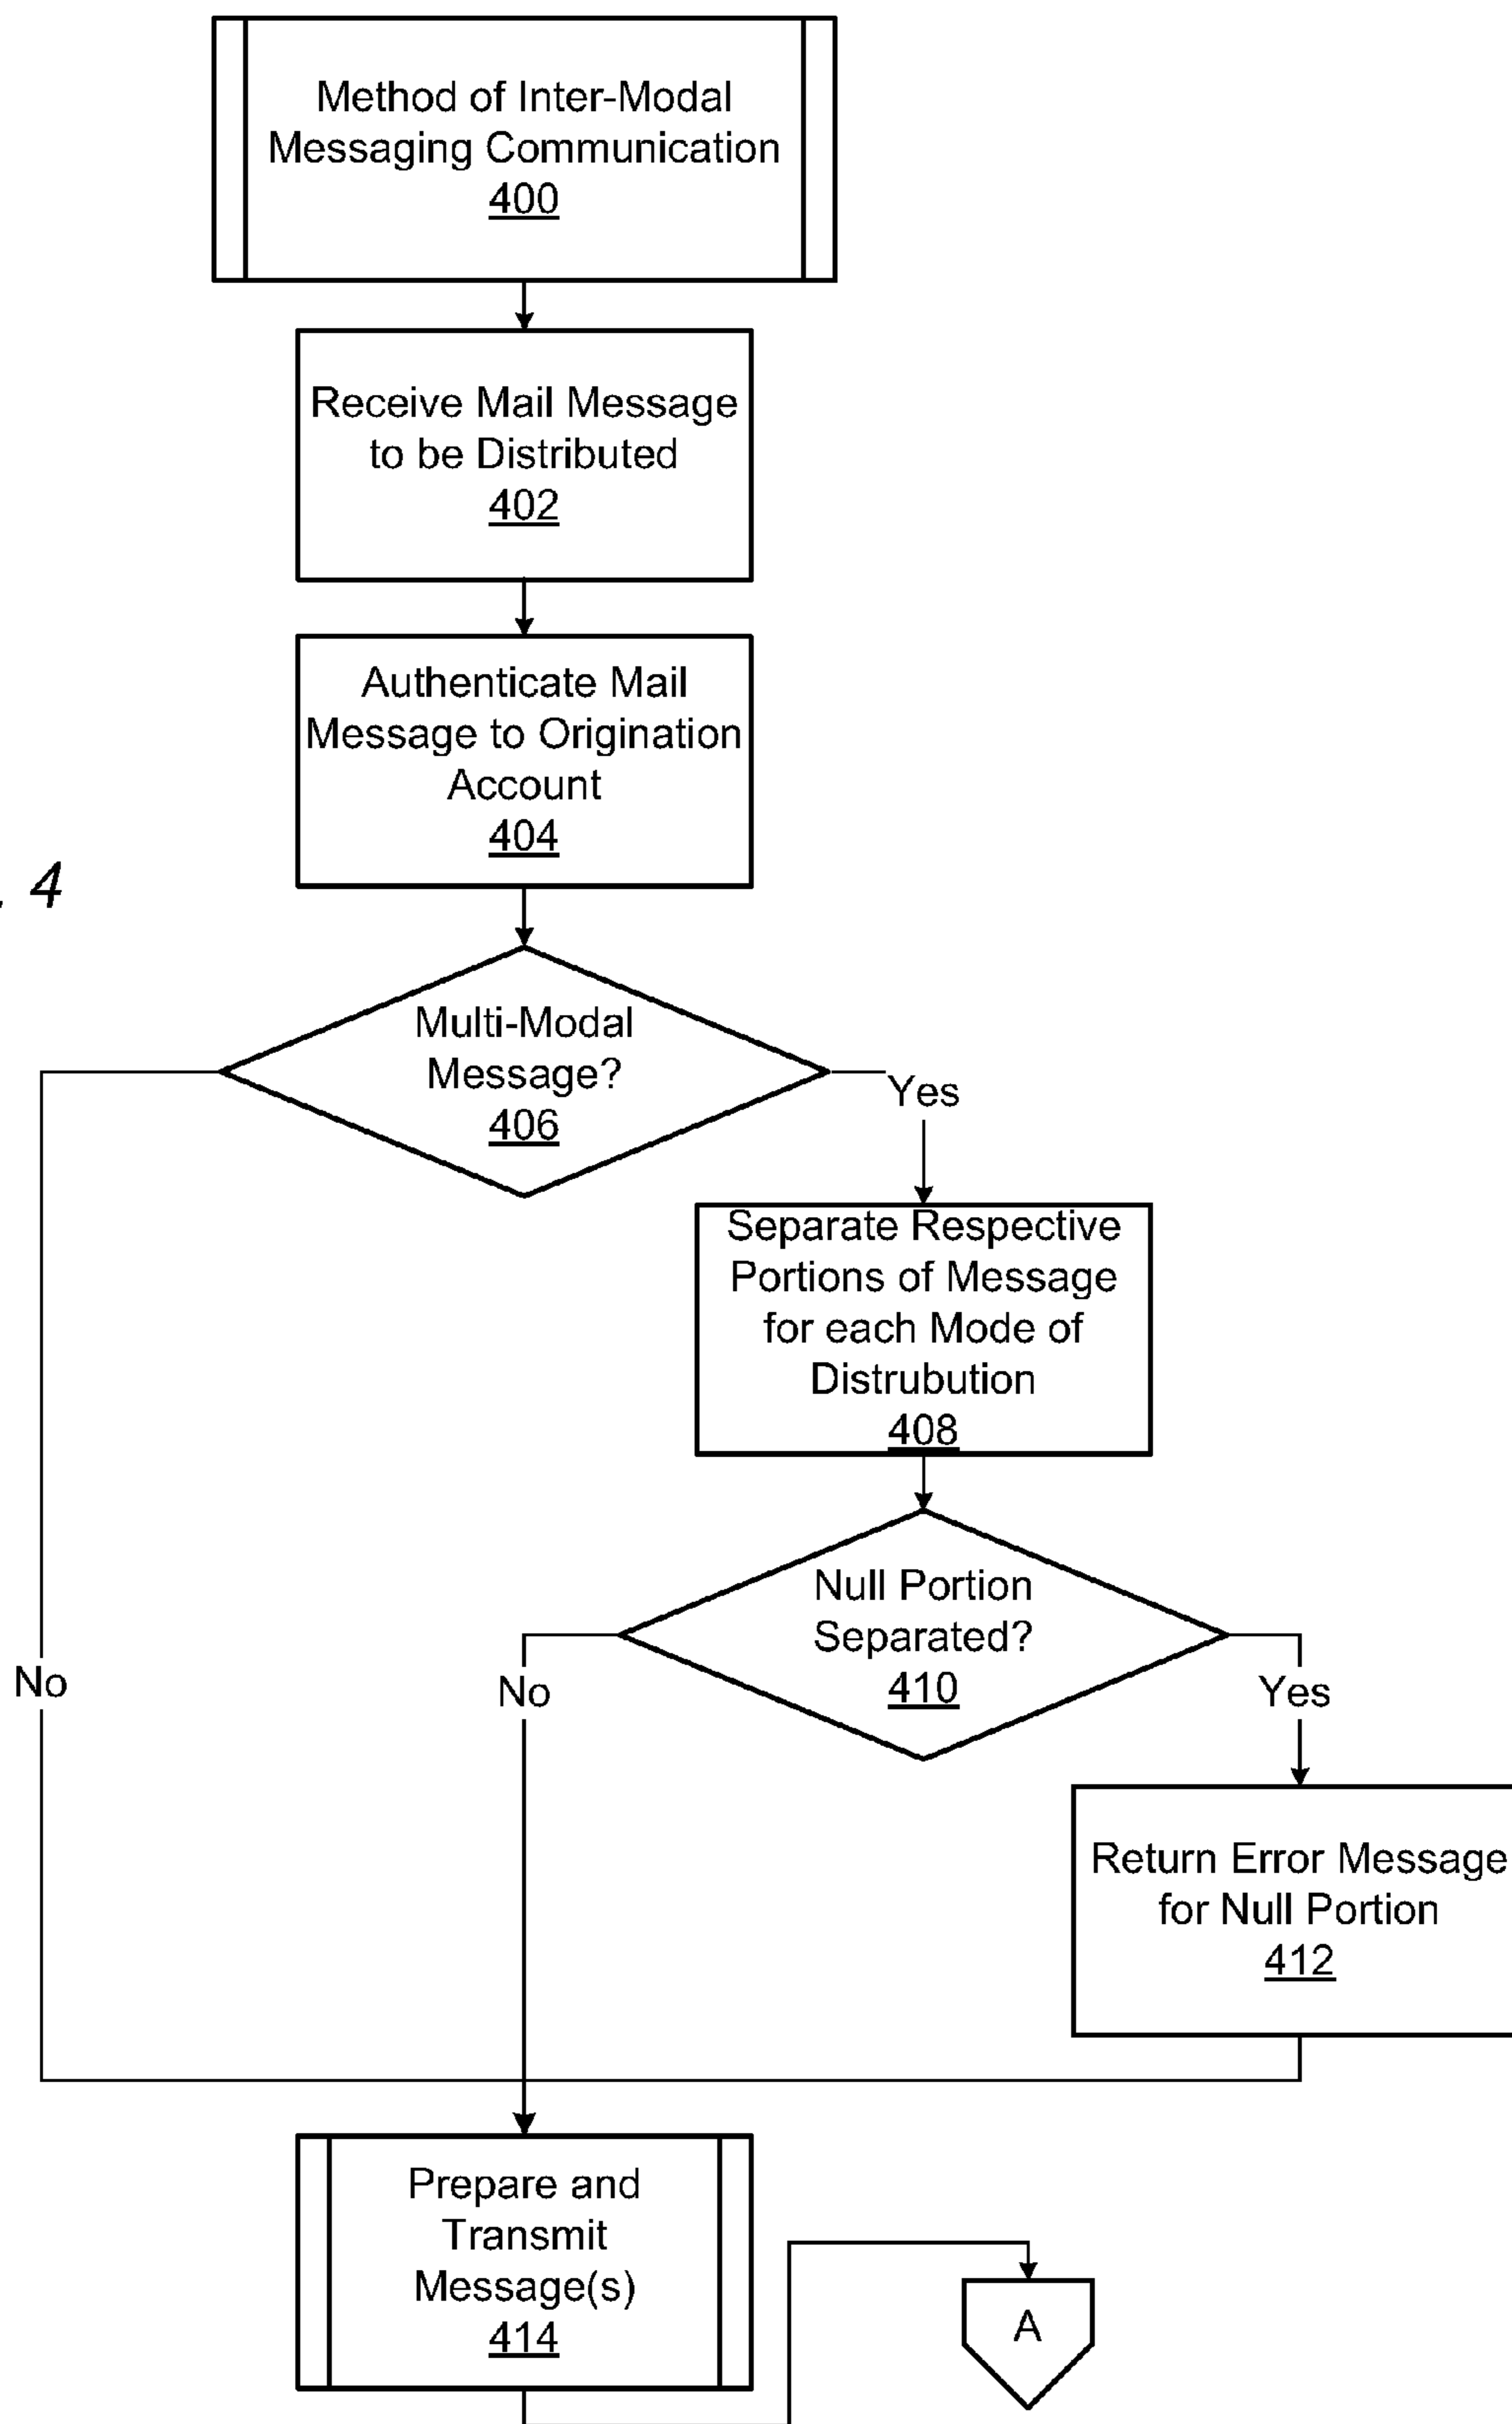 Method of Inter-Modal
Messaging Communication
400
Receive Mail Message
to be Distributed
402
Authenticate Mail
Message to Origination
Account
404
. 4
Multi-Modal
Message?
406
Yes
Separate Respective
Portions of Message
for each Mode of
Distrubution
408
Null Portion
Separated?
410
No
No
Yes
Return Error Message
for Null Portion
412
Prepare and
Transmit
Message(s)
414
A